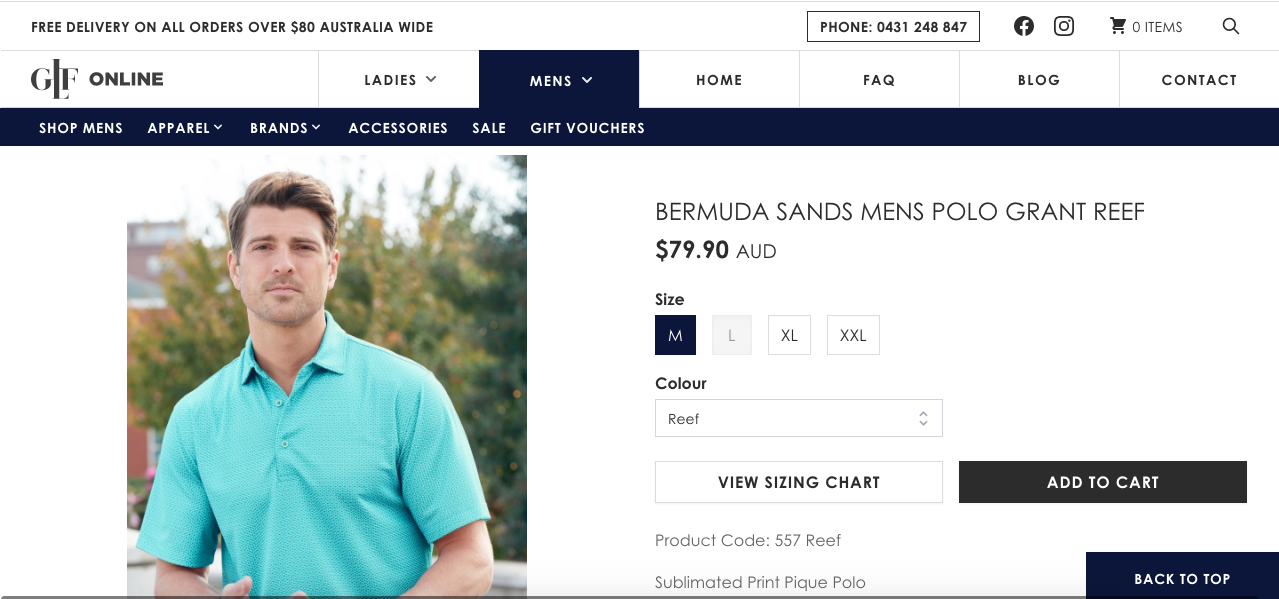 FREE DELIVERY ON ALL ORDERS OVER $80 AUSTRALIA WIDE
PHONE: 0431 248 847
0 ITEMS
GLF ONLINE
LADIES
MENS
HOME
FAQ
BLOG
CONTACT
SHOP MENS
APPAREL
BRANDS
ACCESSORIES
SALE
GIFT VOUCHERS
BERMUDA SANDS MENS POLO GRANT REEF
$79.90 AUD
Size
M
L
XL
XXL
Colour
Reef
VIEW SIZING CHART
ADD TO CART
Product Code: 557 Reef
Sublimated Print Pique Polo
BACK TO TOP